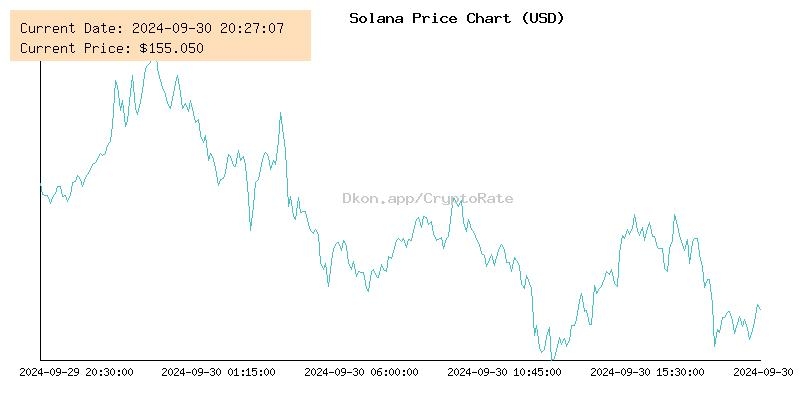 Solana Price Chart (USD)
Current Date: 2024-09-30 20:27:07
Current Price: $155.050
Dkon.app/CryptoRate
2024-09-29 20:30:00 2024-09-30 01:15:00 2024-09-30 06:00:00 2024-09-30 10:45:00 2024-09-30 15:30:00 2024-09-30